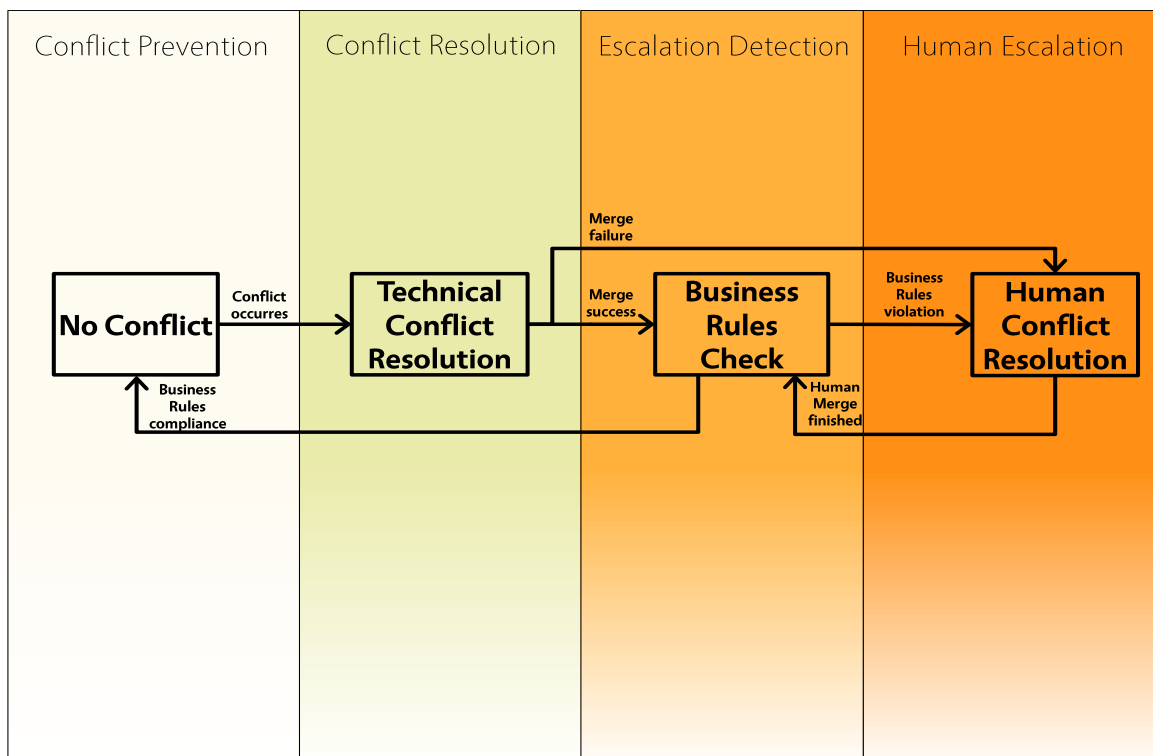 Conflict Prevention
Conflict Resolution
Escalation Detection
Human Escalation
Merge
failure
No Conflict
Conflict
occurres
Technical
Conflict
Resolution
Merge
success
Business
Rules
Check
Business
Rules
violation
Human
Conflict
Resolution
Business
Rules
compliance
Human
Merge
finished